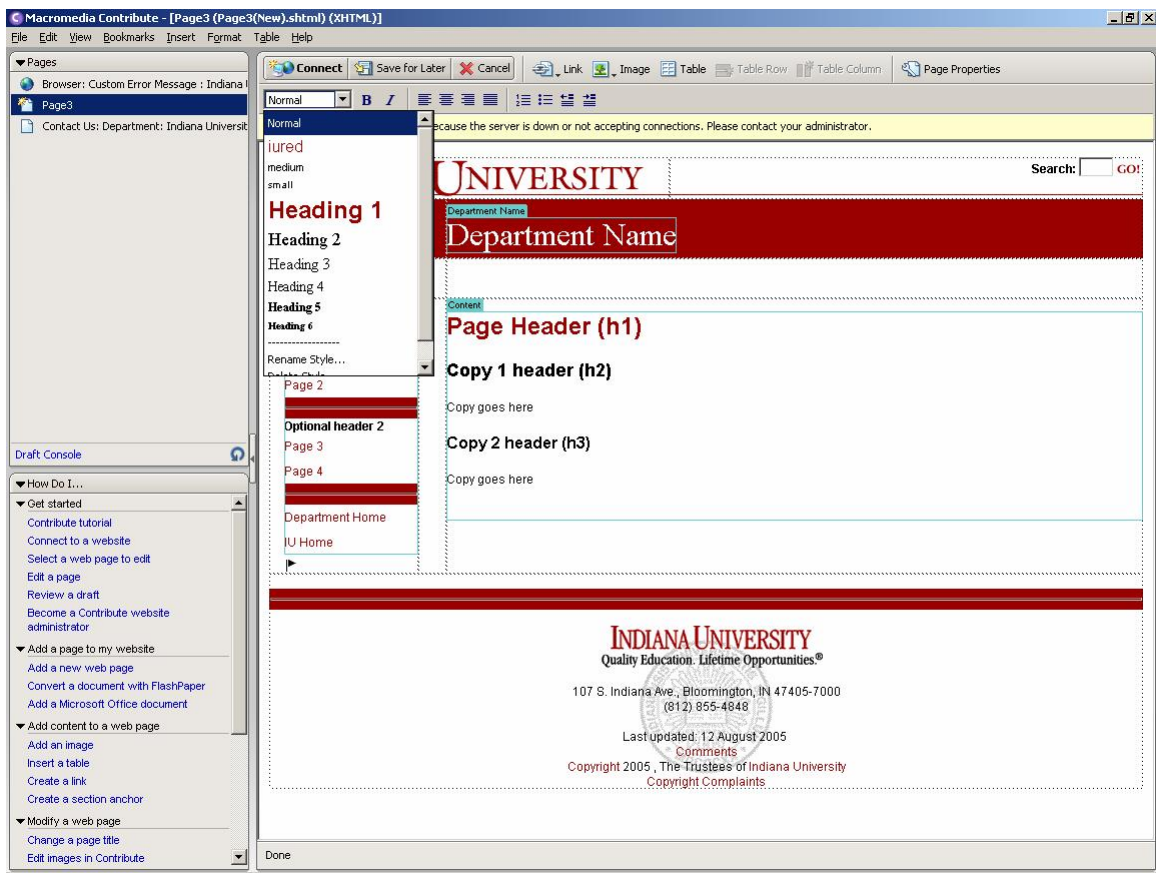 Macromedia Contribute - [Page3 (Page3(New).shtml) (XHTML)]
File Edit View Bookmarks Insert Format Table Help
Pages
Browser: Custom Error Message : Indiana
Page3
Contact Us: Department: Indiana Universit
Draft Console
How Do I...
Get started
Contribute tutorial
Connect to a website
Select a web page to edit
Edit a page
Review a draft
Become a Contribute website
administrator
Add a page to my website
Add a new web page
Convert a document with FlashPaper
Add a Microsoft Office document
Add content to a web page
Add an image
Insert a table
Create a link
Create a section anchor
Modify a web page
Change a page title
Edit images in Contribute
Connect Save for Later Cancel Link Image Table Table Row Table Column Page Properties
Normal B I
ecause the server is down or not accepting connections. Please contact your administrator.
Normal
iured
medium
small
Heading 1
Heading 2
Heading 3
Heading 4
Heading 5
Heading 6
------------------
Rename Style...
UNIVERSITY
Search: GO!
Department Name
Department Name
Content
Page Header (h1)
Copy 1 header (h2)
Copy goes here
Copy 2 header (h3)
Copy goes here
Page 2
Optional header 2
Page 3
Page 4
Department Home
IU Home
INDIANA UNIVERSITY
Quality Education. Lifetime Opportunities.®
107 S. Indiana Ave., Bloomington, IN 47405-7000
(812) 855-4848
Last updated: 12 August 2005
Comments
Copyright 2005 , The Trustees of Indiana University
Copyright Complaints
Done